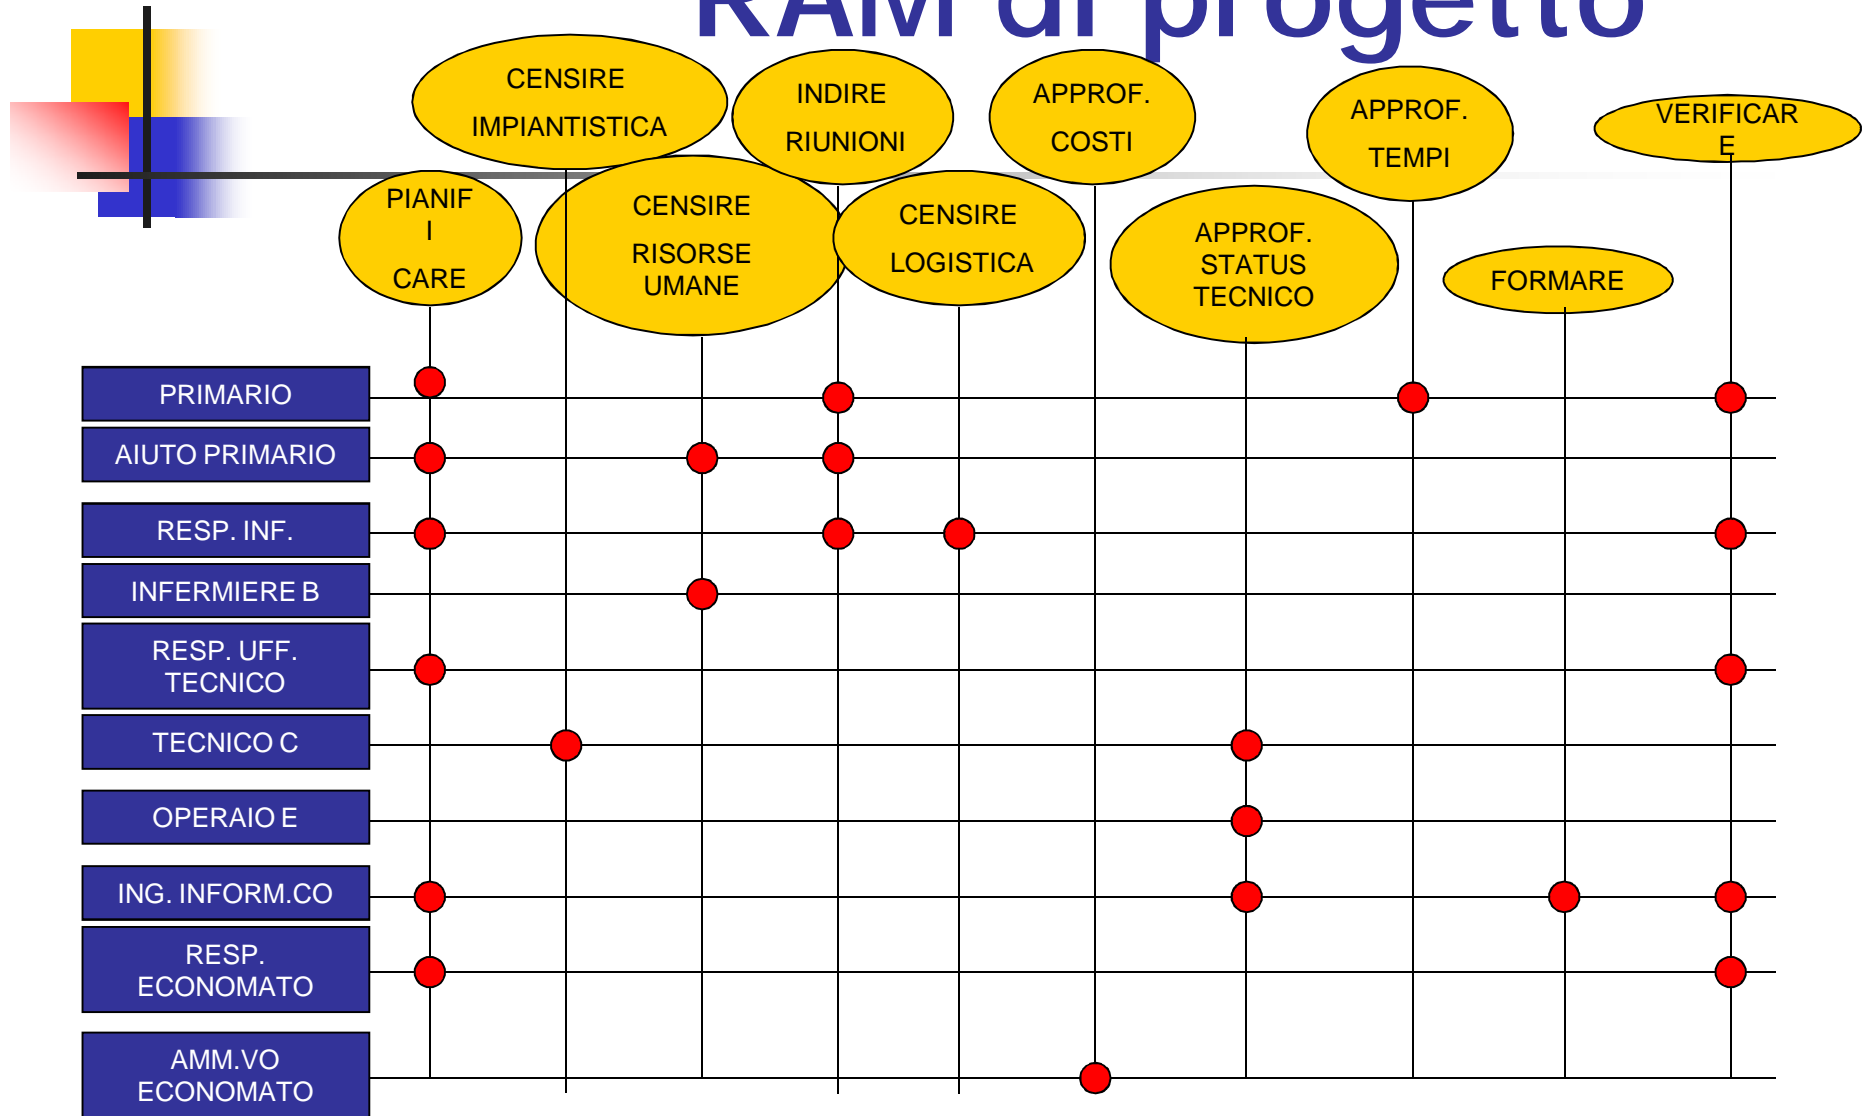 RAM di progetto
CENSIRE
IMPIANTISTICA
INDIRE
RIUNIONI
APPROF.
COSTI
APPROF.
TEMPI
VERIFICAR
E
PIANIF
I
CARE
CENSIRE
RISORSE
UMANE
CENSIRE
LOGISTICA
APPROF.
STATUS
TECNICO
FORMARE
PRIMARIO
AIUTO PRIMARIO
RESP. INF.
INFERMIERE B
RESP. UFF.
TECNICO
TECNICO C
OPERAIO E
ING. INFORM.CO
RESP.
ECONOMATO
AMM.VO
ECONOMATO